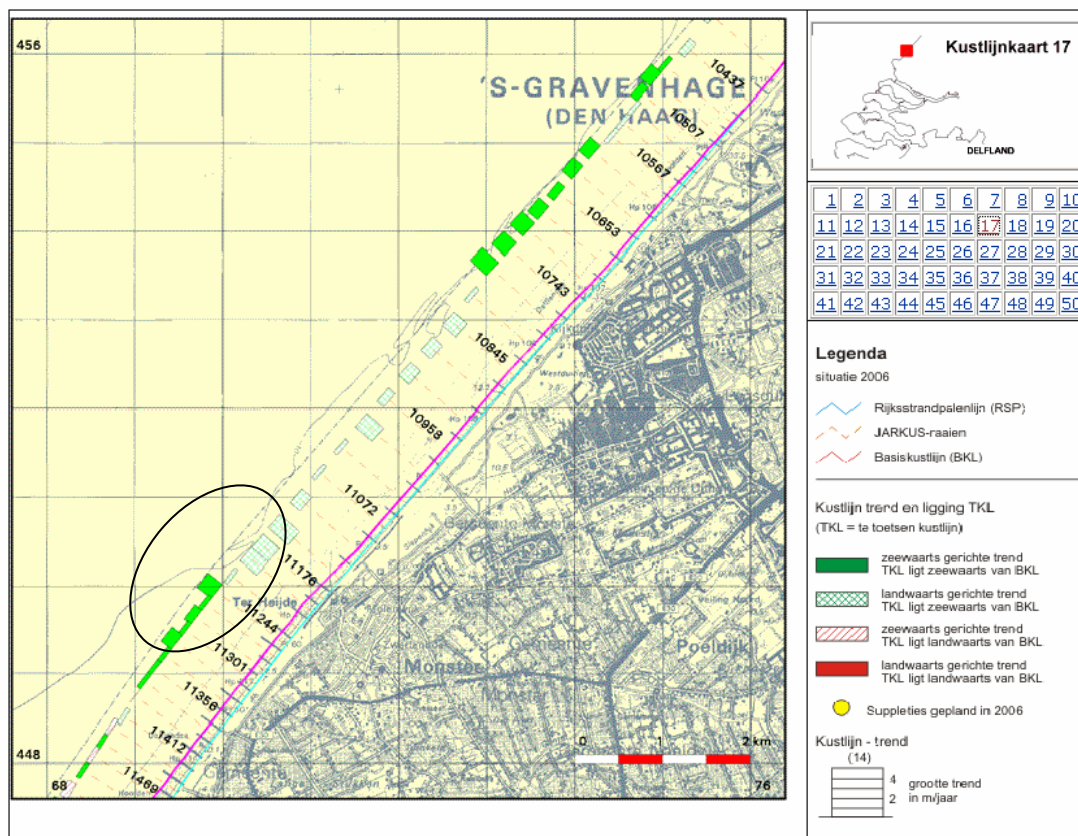 456
'S-GRAVENHAGE
(DEN HAAG)
10437
10507
10567
10653
10743
10845
10958
11072
11176
11244
11301
11356
11412
11469
Kijkduin
Westduinen
Ter Heijde
Monster
Poeldijk
Gemeente Monster
Gemeente
Veiling Noord
0
1
2 km
448
68
76
Kustlijnkaart 17
DELFLAND
1 2 3 4 5 6 7 8 9 10
11 12 13 14 15 16 17 18 19 20
21 22 23 24 25 26 27 28 29 30
31 32 33 34 35 36 37 38 39 40
41 42 43 44 45 46 47 48 49 50
Legenda
situatie 2006
Rijksstrandpalenlijn (RSP)
JARKUS-raaien
Basiskustlijn (BKL)
Kustlijn trend en ligging TKL
(TKL = te toetsen kustlijn)
zeewaarts gerichte trend
TKL ligt zeewaarts van BKL
landwaarts gerichte trend
TKL ligt zeewaarts van BKL
zeewaarts gerichte trend
TKL ligt landwaarts van BKL
landwaarts gerichte trend
TKL ligt landwaarts van BKL
Suppleties gepland in 2006
Kustlijn - trend
(14)
4
2
grootte trend
in m/jaar